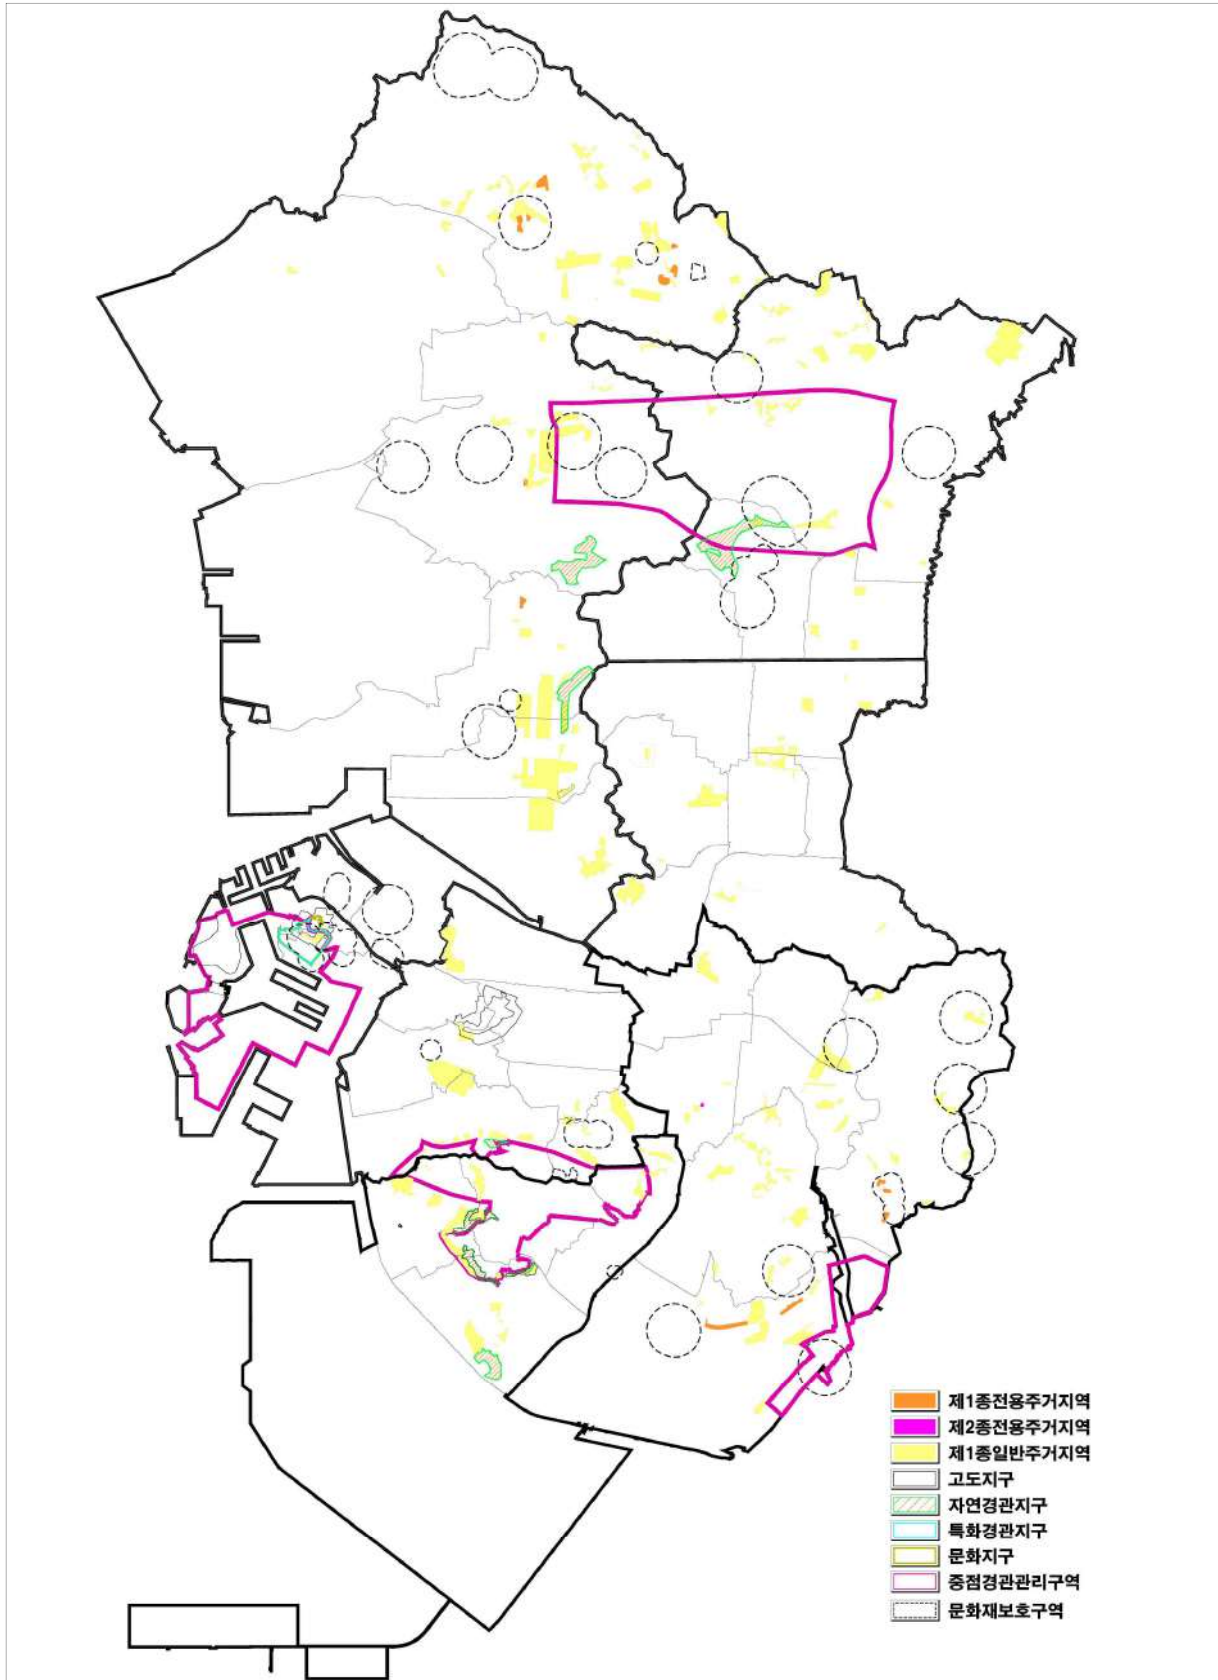 제1종전용주거지역
제2종전용주거지역
제1종일반주거지역
고도지구
자연경관지구
특화경관지구
문화지구
중점경관관리구역
문화재보호구역